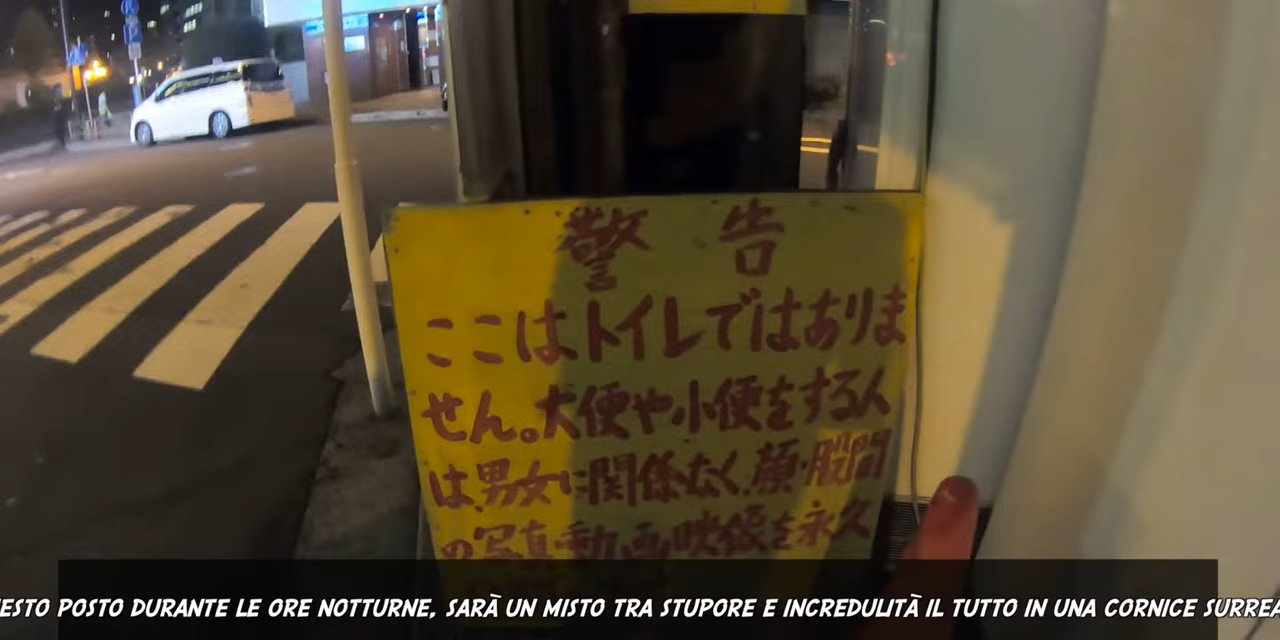 警告
ここはトイレではありま
せん。大便や小便をする人
は男女に関係なく、顔・股間
の写真・動画映像を永久
ESTO POSTO DURANTE LE ORE NOTTURNE, SARÀ UN MISTO TRA STUPORE E INCREDULITÀ IL TUTTO IN UNA CORNICE SURREA